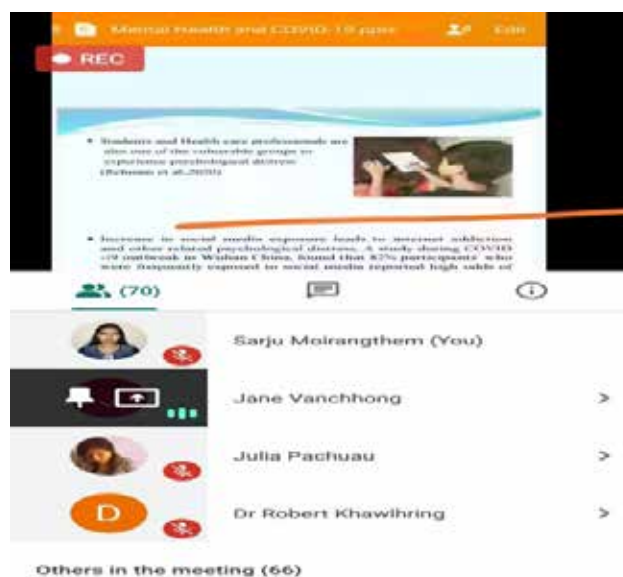 Mental Health and COVID-19.pptx Edit
REC
• Students and Health care professionals are
also one of the vulnerable groups to
experience psychological distress
(Rehman et al.,2020)
• Increase in social media exposure leads to internet addiction
and other related psychological distress. A study during COVID
-19 outbreak in Wuhan China, found that 82% participants who
were frequently exposed to social media reported high odds of
(70)
Sarju Moirangthem (You)
Jane Vanchhong
Julia Pachuau
D
Dr Robert Khawlhring
Others in the meeting (66)